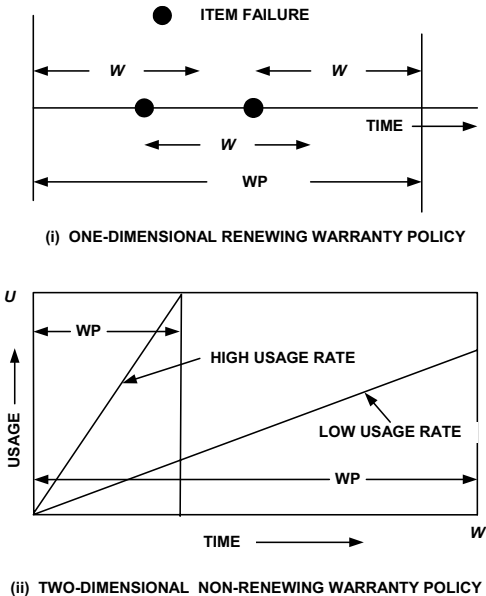 ITEM FAILURE
W W
TIME
W
WP
(i) ONE-DIMENSIONAL RENEWING WARRANTY POLICY
U
WP
HIGH USAGE RATE
USAGE
LOW USAGE RATE
WP
TIME
W
(ii) TWO-DIMENSIONAL NON-RENEWING WARRANTY POLICY